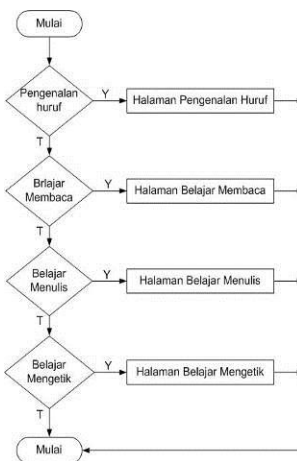 Mulai
Pengenalan
huruf
Y
Halaman Pengenalan Huruf
T
Brlajar
Membaca
Y
Halaman Belajar Membaca
T
Belajar
Menulis
Y
Halaman Belajar Menulis
T
Belajar
Mengetik
Y
Halaman Belajar Mengetik
T
Mulai